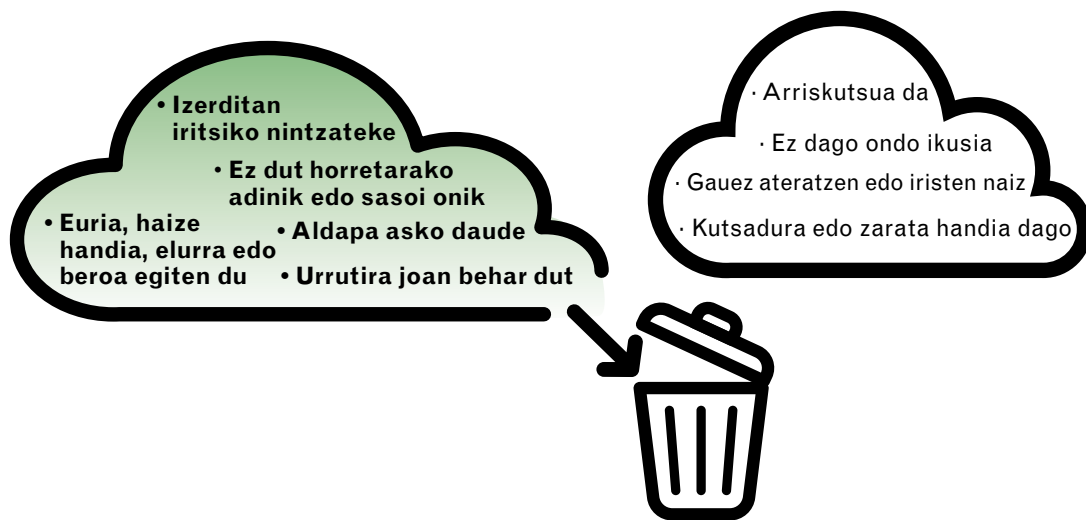 • Izerditan
iritsiko nintzateke
• Ez dut horretarako
adinik edo sasoi onik
• Euria, haize
handia, elurra edo
beroa egiten du
• Aldapa asko daude
• Urrutira joan behar dut
· Arriskutsua da
· Ez dago ondo ikusia
· Gauez ateratzen edo iristen naiz
· Kutsadura edo zarata handia dago